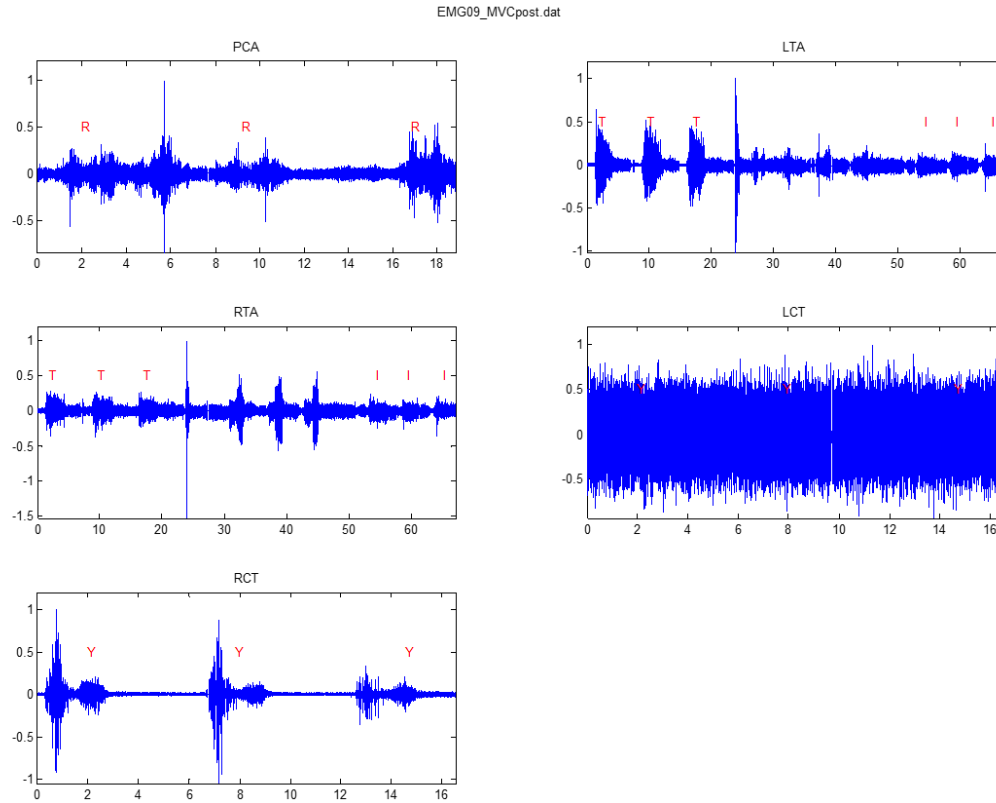 EMG09_MVCpost.dat
PCA
1
0.5
0
-0.5
R R R
0 2 4 6 8 10 12 14 16 18
LTA
1
0.5
0
-0.5
-1
T T T I I I
0 10 20 30 40 50 60
RTA
1
0.5
0
-0.5
-1
-1.5
T T T I I I
0 10 20 30 40 50 60
LCT
1
0.5
0
-0.5
Y Y Y
0 2 4 6 8 10 12 14 16
RCT
1
0.5
0
-0.5
-1
Y Y Y
0 2 4 6 8 10 12 14 16